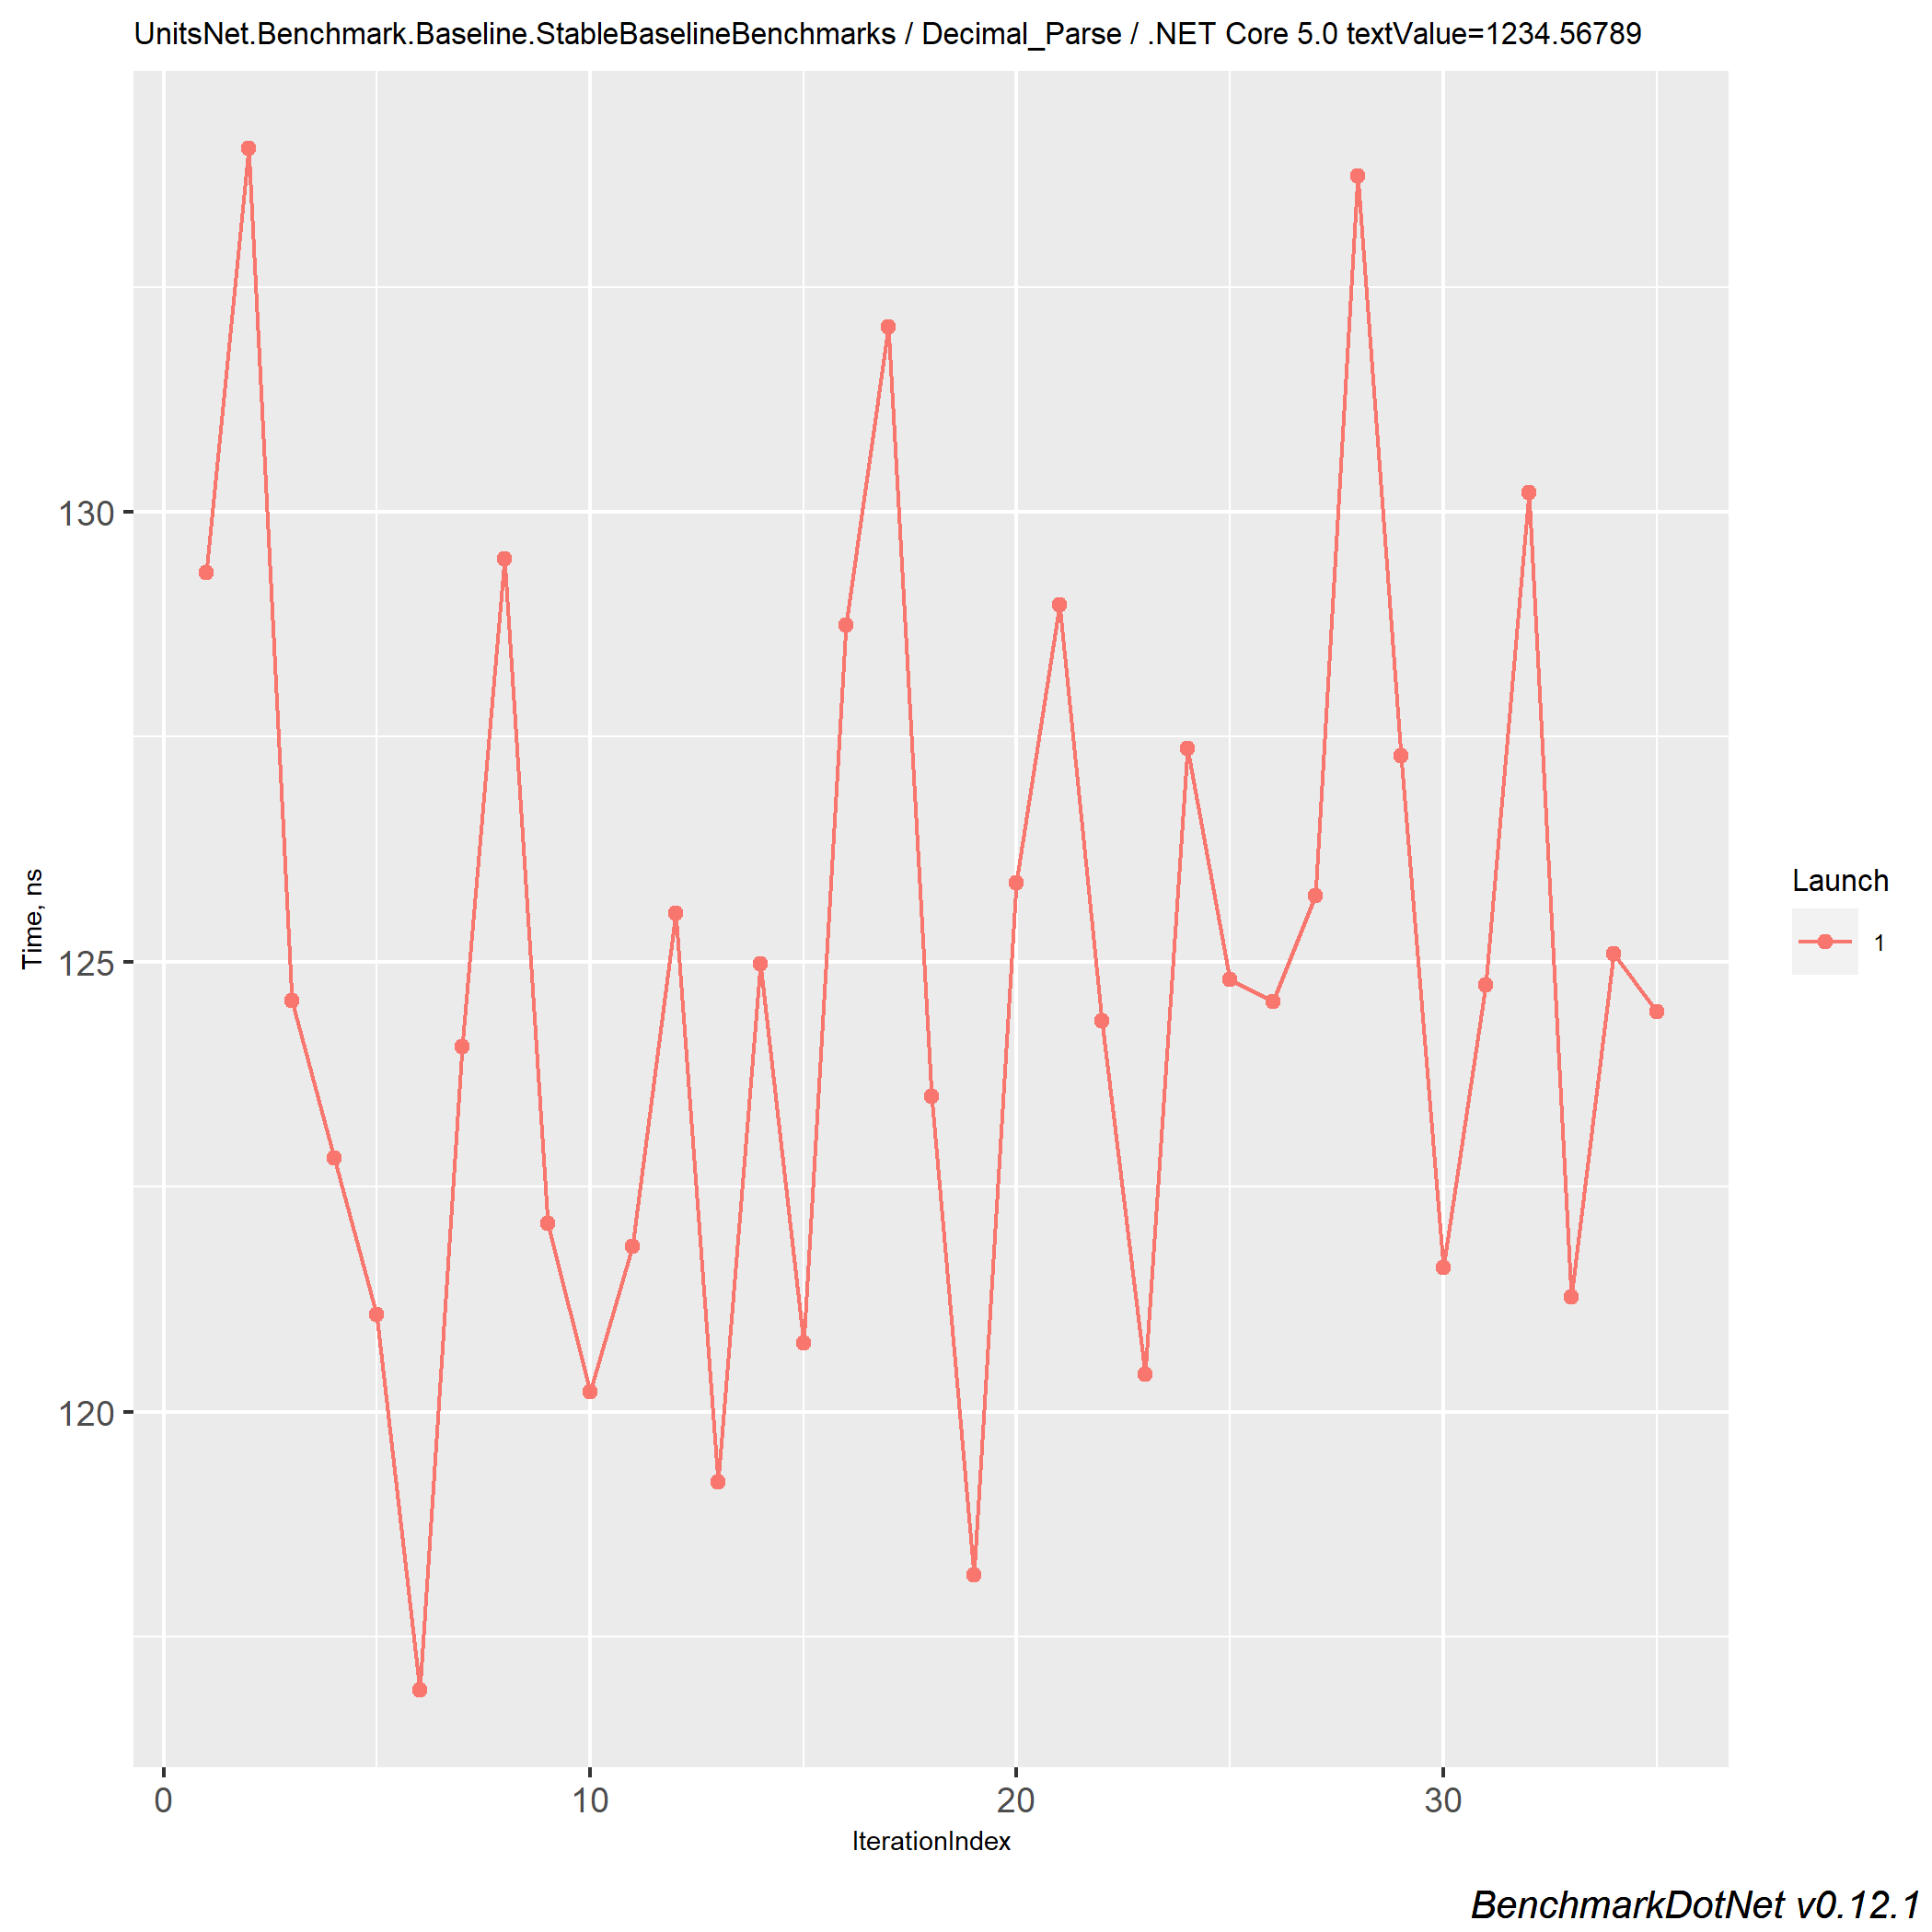 UnitsNet.Benchmark.Baseline.StableBaselineBenchmarks / Decimal_Parse / .NET Core 5.0 textValue=1234.56789
130
125
120
Time, ns
0 10 20 30
IterationIndex
Launch
1
BenchmarkDotNet v0.12.1